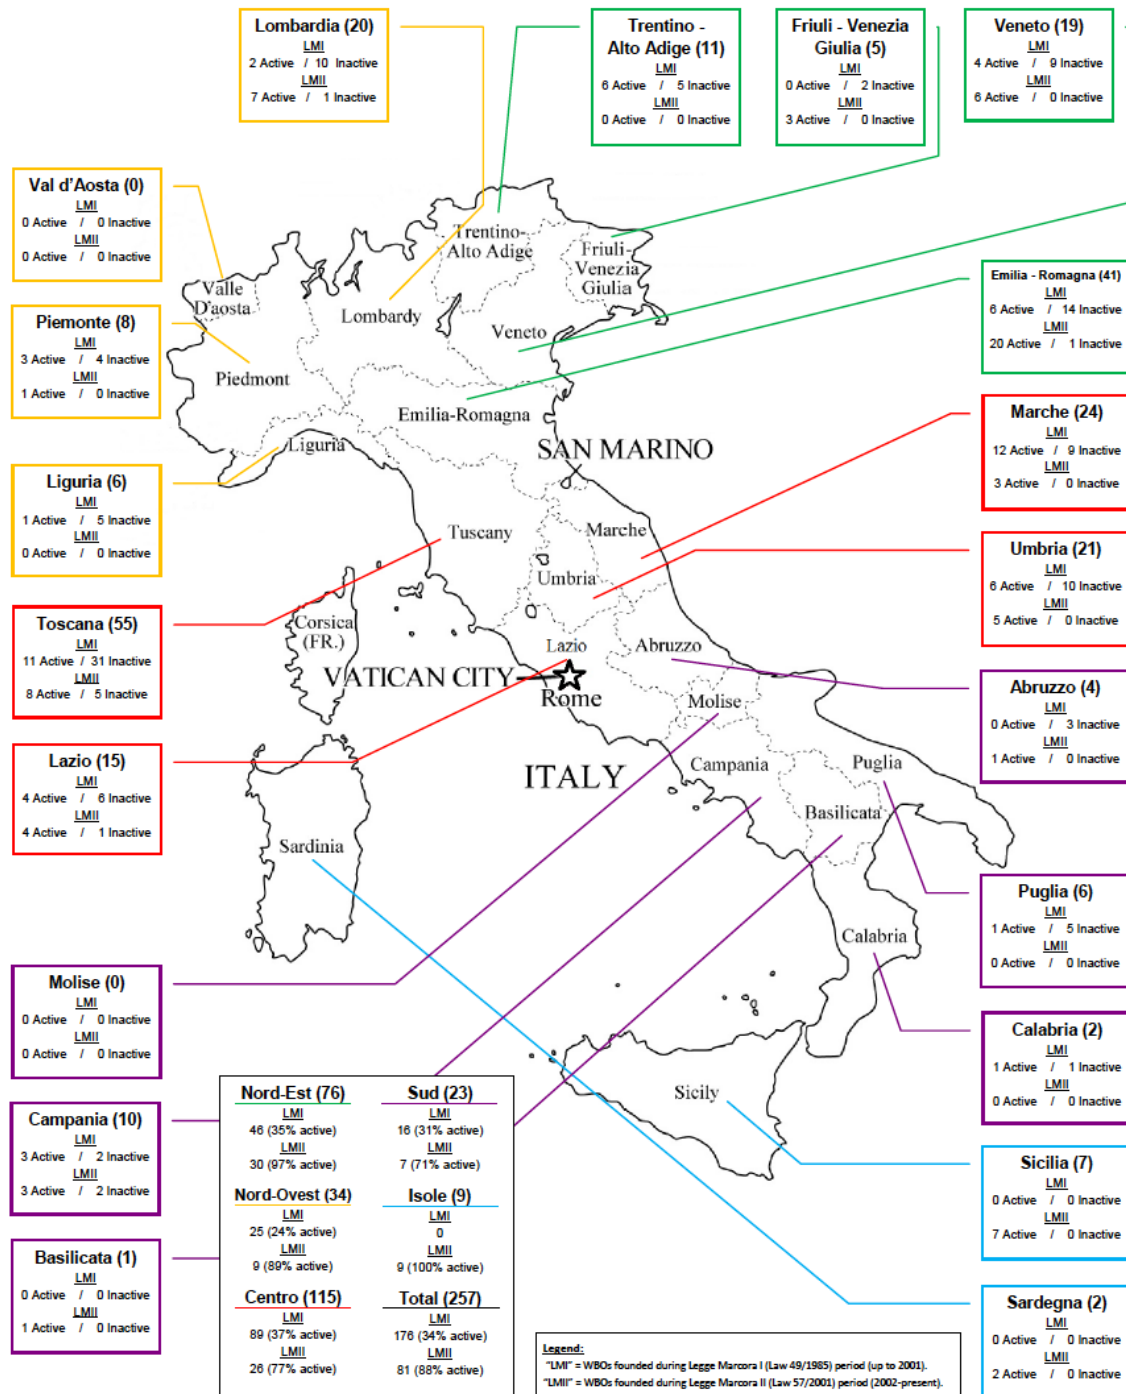 Lombardia (20)
LMI
2 Active / 10 Inactive
LMII
7 Active / 1 Inactive
Trentino -
Alto Adige (11)
LMI
6 Active / 5 Inactive
LMII
0 Active / 0 Inactive
Friuli - Venezia
Giulia (5)
LMI
0 Active / 2 Inactive
LMII
3 Active / 0 Inactive
Veneto (19)
LMI
4 Active / 9 Inactive
LMII
6 Active / 0 Inactive
Val d'Aosta (0)
LMI
0 Active / 0 Inactive
LMII
0 Active / 0 Inactive
Piemonte (8)
LMI
3 Active / 4 Inactive
LMII
1 Active / 0 Inactive
Liguria (6)
LMI
1 Active / 5 Inactive
LMII
0 Active / 0 Inactive
Toscana (55)
LMI
11 Active / 31 Inactive
LMII
8 Active / 5 Inactive
Lazio (15)
LMI
4 Active / 6 Inactive
LMII
4 Active / 1 Inactive
Molise (0)
LMI
0 Active / 0 Inactive
LMII
0 Active / 0 Inactive
Campania (10)
LMI
3 Active / 2 Inactive
LMII
3 Active / 2 Inactive
Basilicata (1)
LMI
0 Active / 0 Inactive
LMII
1 Active / 0 Inactive
Trentino-
Alto Adige
Friuli-
Venezia
Giulia
Valle
D'aosta
Lombardy
Veneto
Piedmont
Emilia-Romagna
Liguria
SAN MARINO
Tuscany
Marche
Umbria
Corsica
(FR.)
Lazio
Abruzzo
VATICAN CITY
Rome
Molise
ITALY
Campania
Puglia
Basilicata
Sardinia
Calabria
Sicily
Emilia - Romagna (41)
LMI
6 Active / 14 Inactive
LMII
20 Active / 1 Inactive
Marche (24)
LMI
12 Active / 9 Inactive
LMII
3 Active / 0 Inactive
Umbria (21)
LMI
6 Active / 10 Inactive
LMII
5 Active / 0 Inactive
Abruzzo (4)
LMI
0 Active / 3 Inactive
LMII
1 Active / 0 Inactive
Puglia (6)
LMI
1 Active / 5 Inactive
LMII
0 Active / 0 Inactive
Calabria (2)
LMI
1 Active / 1 Inactive
LMII
0 Active / 0 Inactive
Sicilia (7)
LMI
0 Active / 0 Inactive
LMII
7 Active / 0 Inactive
Sardegna (2)
LMI
0 Active / 0 Inactive
LMII
2 Active / 0 Inactive
Nord-Est (76)
LMI
46 (35% active)
LMII
30 (97% active)
Nord-Ovest (34)
LMI
25 (24% active)
LMII
9 (89% active)
Centro (115)
LMI
89 (37% active)
LMII
26 (77% active)
Sud (23)
LMI
16 (31% active)
LMII
7 (71% active)
Isole (9)
LMI
0
LMII
9 (100% active)
Total (257)
LMI
176 (34% active)
LMII
81 (88% active)
Legend:
"LMI" = WBOs founded during Legge Marcora I (Law 49/1985) period (up to 2001).
"LMII" = WBOs founded during Legge Marcora II (Law 57/2001) period (2002-present).